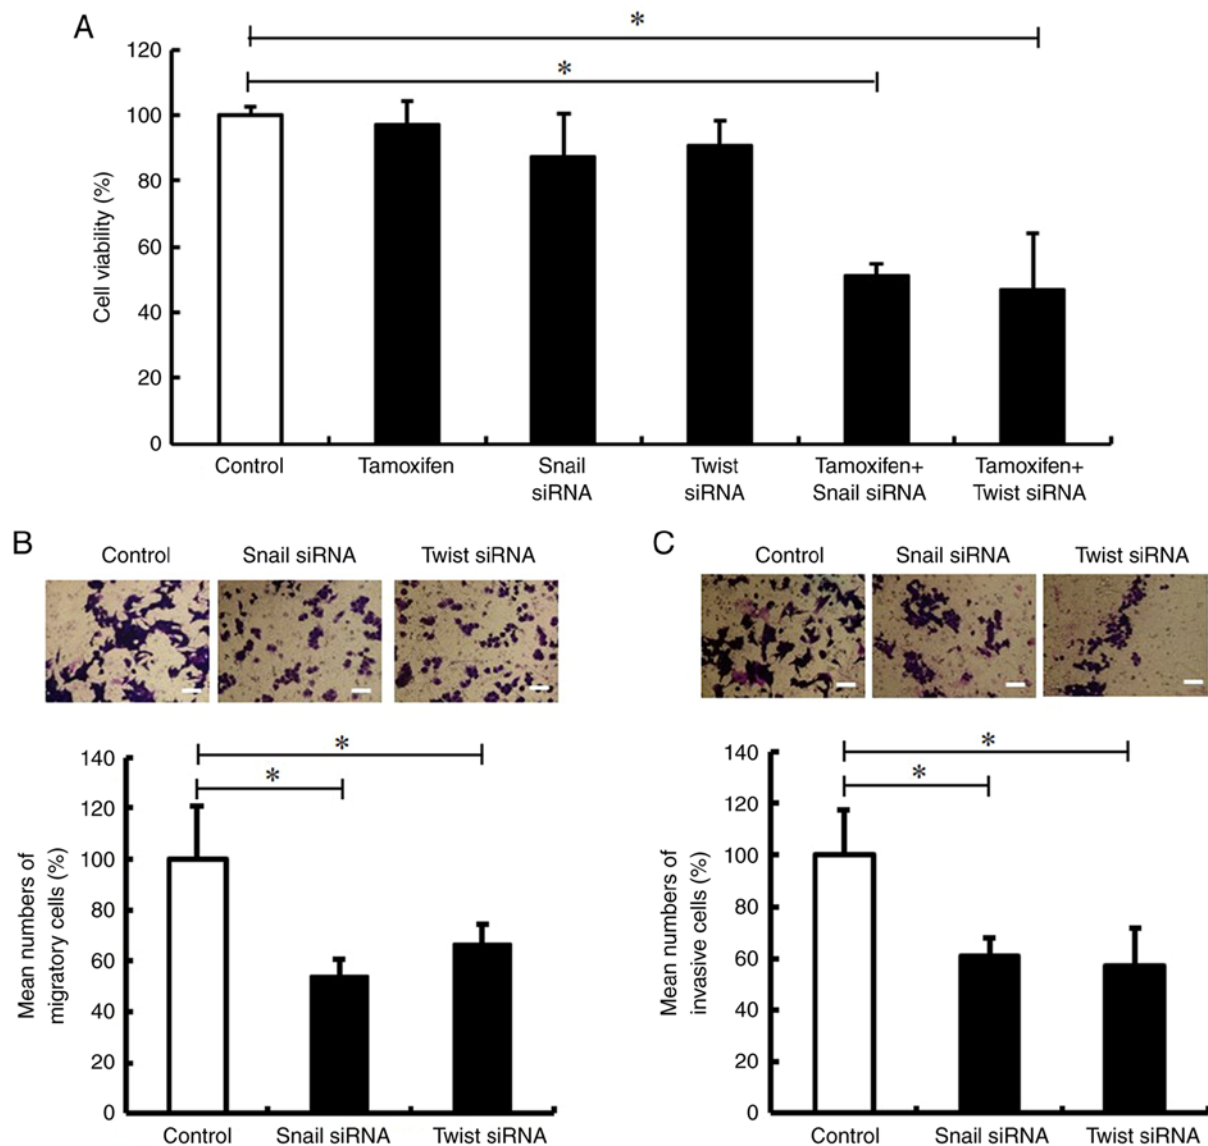 A
*
*
120
100
80
60
40
20
0
Cell viability (%)
Control
Tamoxifen
Snail
siRNA
Twist
siRNA
Tamoxifen+
Snail siRNA
Tamoxifen+
Twist siRNA
B
Control
Snail siRNA
Twist siRNA
*
*
140
120
100
80
60
40
20
0
Mean numbers of
migratory cells (%)
Control
Snail siRNA
Twist siRNA
C
Control
Snail siRNA
Twist siRNA
*
*
140
120
100
80
60
40
20
0
Mean numbers of
invasive cells (%)
Control
Snail siRNA
Twist siRNA